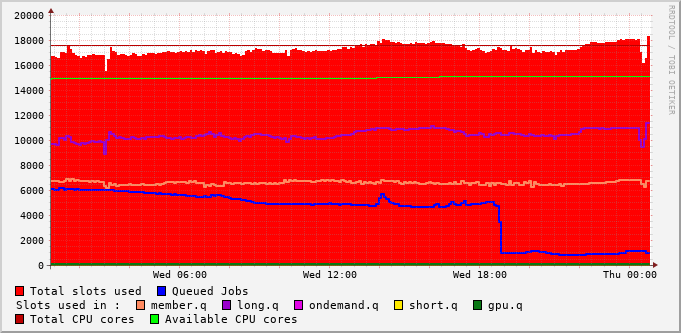 RRDTOOL / TOBI OETIKER
20000
18000
16000
14000
12000
10000
8000
6000
4000
2000
0
Wed 06:00 Wed 12:00 Wed 18:00 Thu 00:00
Total slots used Queued Jobs
Slots used in : member.q long.q ondemand.q short.q gpu.q
Total CPU cores Available CPU cores